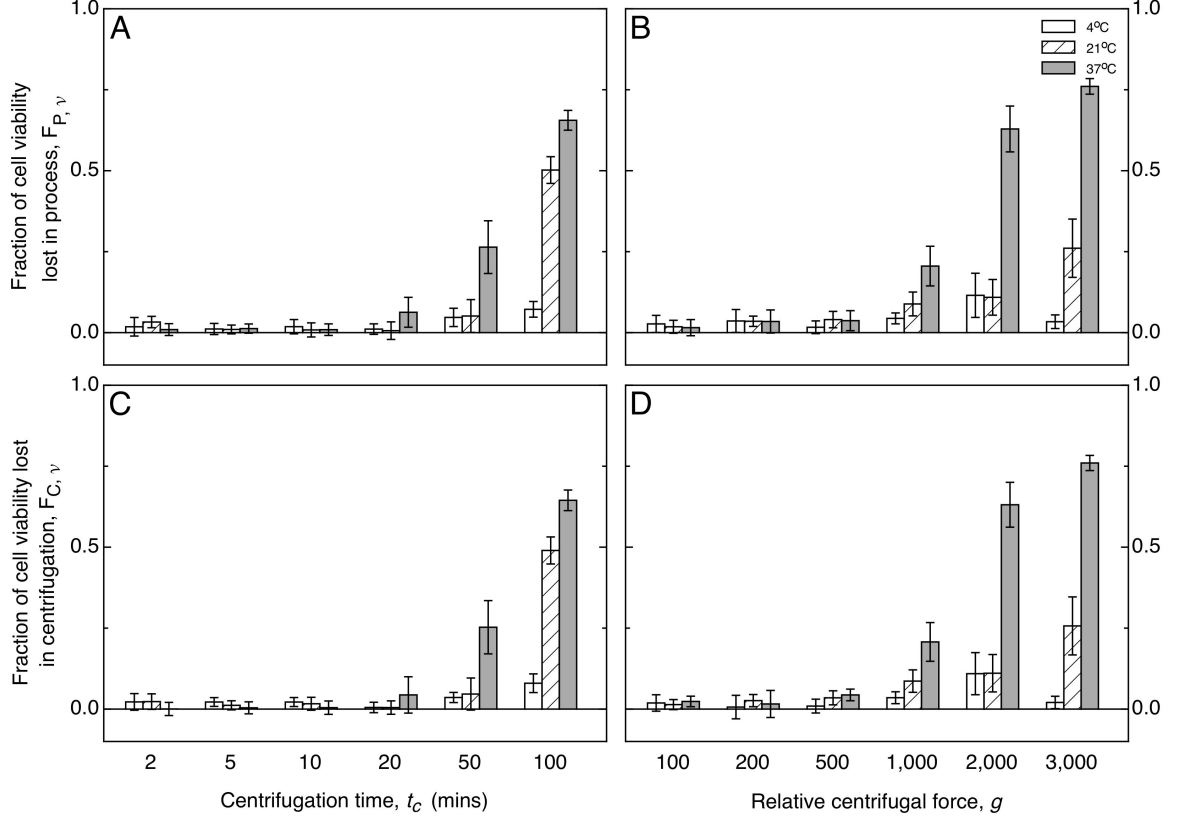 1.0
A
B
1.0
4ºC
21ºC
37ºC
Fraction of cell viability
lost in process, F_P, ν
0.5
0.5
0.0
0.0
1.0
C
D
1.0
Fraction of cell viability lost
in centrifugation, F_C, ν
0.5
0.5
0.0
0.0
2 5 10 20 50 100
100 200 500 1,000 2,000 3,000
Centrifugation time, t_c (mins)
Relative centrifugal force, g